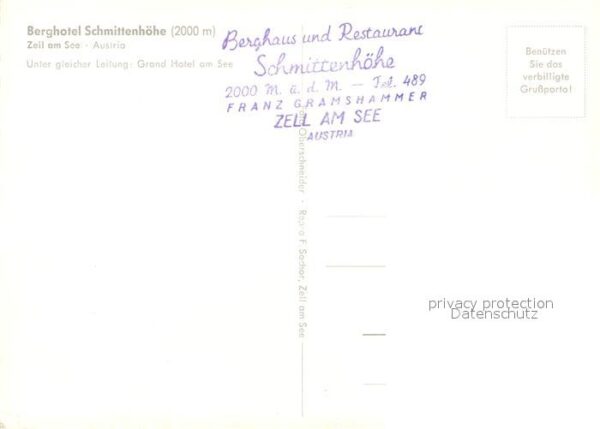 Berghotel Schmittenhöhe (2000 m)
Zell am See - Austria
Unter gleicher Leitung: Grand Hotel am See
Berghaus und Restaurant
Schmittenhöhe
2000 M. ü. d. M. — Tel. 489
FRANZ GRAMSHAMMER
ZELL AM SEE
AUSTRIA
Benützen
Sie das
verbilligte
Grußporto!
Oberschneider - Repro F. Sochor, Zell am See
privacy protection
Datenschutz